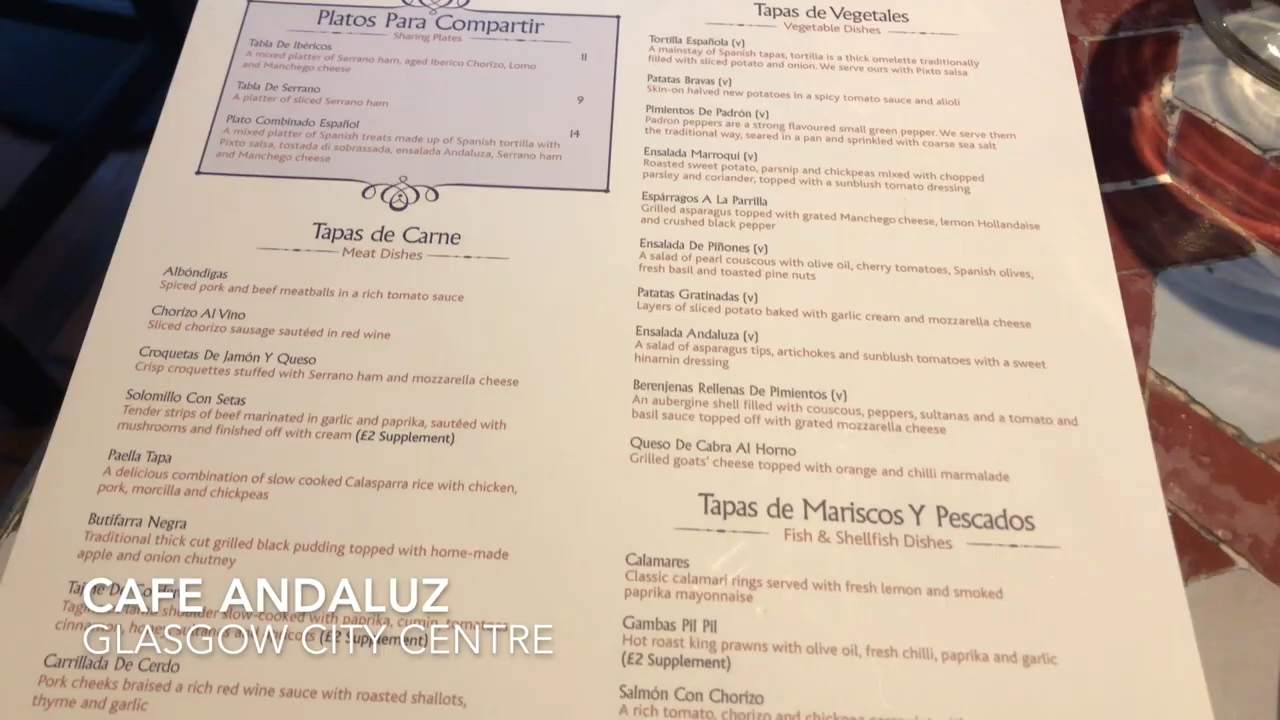 Platos Para Compartir
Sharing Plates
Tabla De Ibéricos
A mixed platter of Serrano ham, aged Iberico Chorizo, Lomo
and Manchego cheese
11
Tabla De Serrano
A platter of sliced Serrano ham
9
Plato Combinado Español
A mixed platter of Spanish treats made up of Spanish tortilla with
Pixto salsa, tostada di sobrassada, ensalada Andaluza, Serrano ham
and Manchego cheese
14
Tapas de Carne
Meat Dishes
Albóndigas
Spiced pork and beef meatballs in a rich tomato sauce
Chorizo Al Vino
Sliced chorizo sausage sautéed in red wine
Croquetas De Jamón Y Queso
Crisp croquettes stuffed with Serrano ham and mozzarella cheese
Solomillo Con Setas
Tender strips of beef marinated in garlic and paprika, sautéed with
mushrooms and finished off with cream (£2 Supplement)
Paella Tapa
A delicious combination of slow cooked Calasparra rice with chicken,
pork, morcilla and chickpeas
Butifarra Negra
Traditional thick cut grilled black pudding topped with home-made
apple and onion chutney
shoulder slow-cooked with paprika, cumin, tomatoes,
(£2 Supplement)
Carrillada De Cerdo
Pork cheeks braised a rich red wine sauce with roasted shallots,
thyme and garlic
Tapas de Vegetales
Vegetable Dishes
Tortilla Española (v)
A mainstay of Spanish tapas, tortilla is a thick omelette traditionally
filled with sliced potato and onion. We serve ours with Pixto salsa
Patatas Bravas (v)
Skin-on halved new potatoes in a spicy tomato sauce and alioli
Pimientos De Padrón (v)
Padron peppers are a strong flavoured small green pepper. We serve them
the traditional way, seared in a pan and sprinkled with coarse sea salt
Ensalada Marroqui (v)
Roasted sweet potato, parsnip and chickpeas mixed with chopped
parsley and coriander, topped with a sunblush tomato dressing
Espárragos A La Parrilla
Grilled asparagus topped with grated Manchego cheese, lemon Hollandaise
and crushed black pepper
Ensalada De Piñones (v)
A salad of pearl couscous with olive oil, cherry tomatoes, Spanish olives,
fresh basil and toasted pine nuts
Patatas Gratinadas (v)
Layers of sliced potato baked with garlic cream and mozzarella cheese
Ensalada Andaluza (v)
A salad of asparagus tips, artichokes and sunblush tomatoes with a sweet
hinamin dressing
Berenjenas Rellenas De Pimientos (v)
An aubergine shell filled with couscous, peppers, sultanas and a tomato and
basil sauce topped off with grated mozzarella cheese
Queso De Cabra Al Horno
Grilled goats' cheese topped with orange and chilli marmalade
Tapas de Mariscos Y Pescados
Fish & Shellfish Dishes
Calamares
Classic calamari rings served with fresh lemon and smoked
paprika mayonnaise
Gambas Pil Pil
Hot roast king prawns with olive oil, fresh chilli, paprika and garlic
(£2 Supplement)
Salmón Con Chorizo
A rich tomato, chorizo and
CAFE ANDALUZ
GLASGOW CITY CENTRE